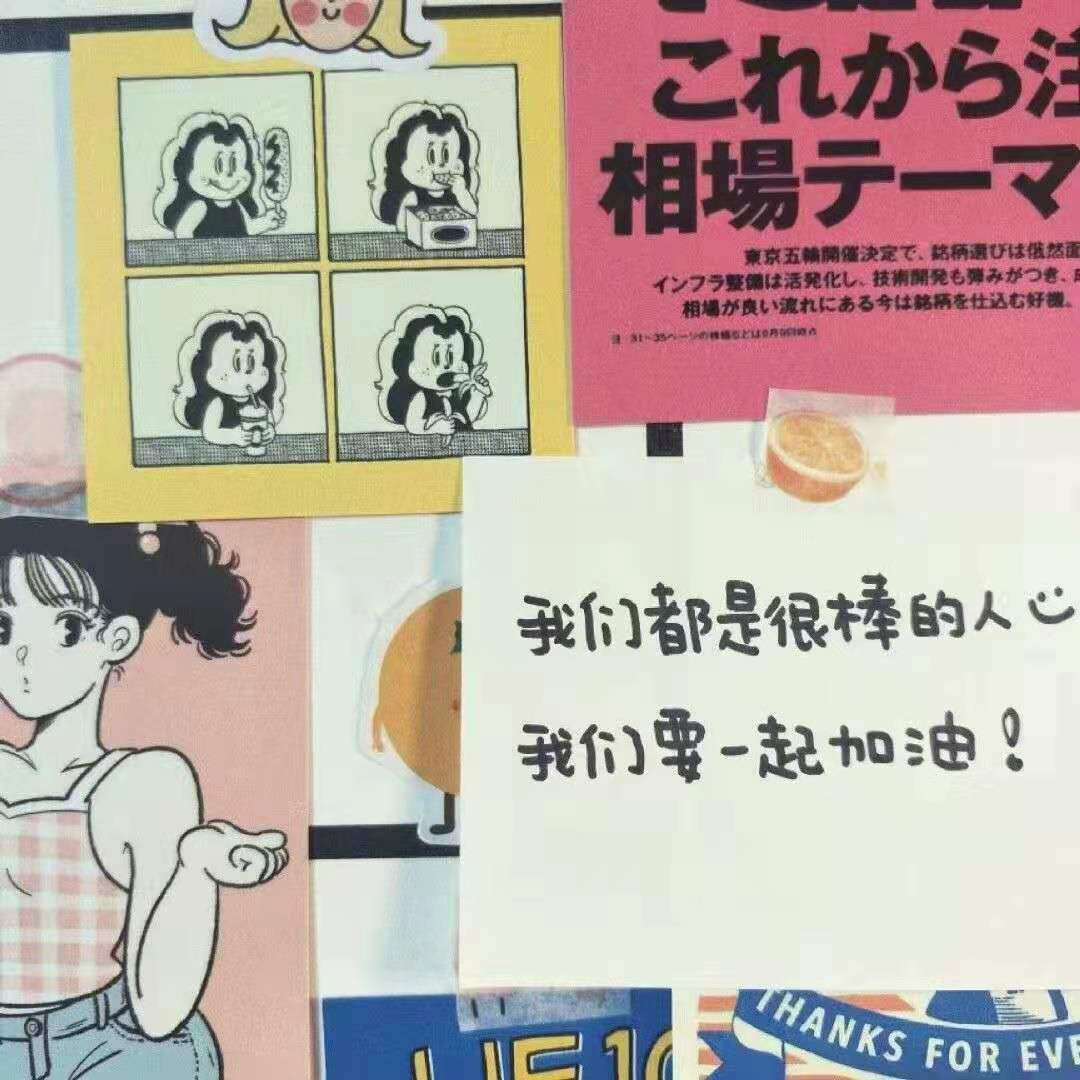 これから注
相場テーマ
東京五輪開催決定で、銘柄選びは俄然面
インフラ整備は活発化し、技術開発も弾みがつき、
相場が良い流れにある今は銘柄を仕込む好機。
我们都是很棒的人
我们要一起加油！
THANKS FOR EVE